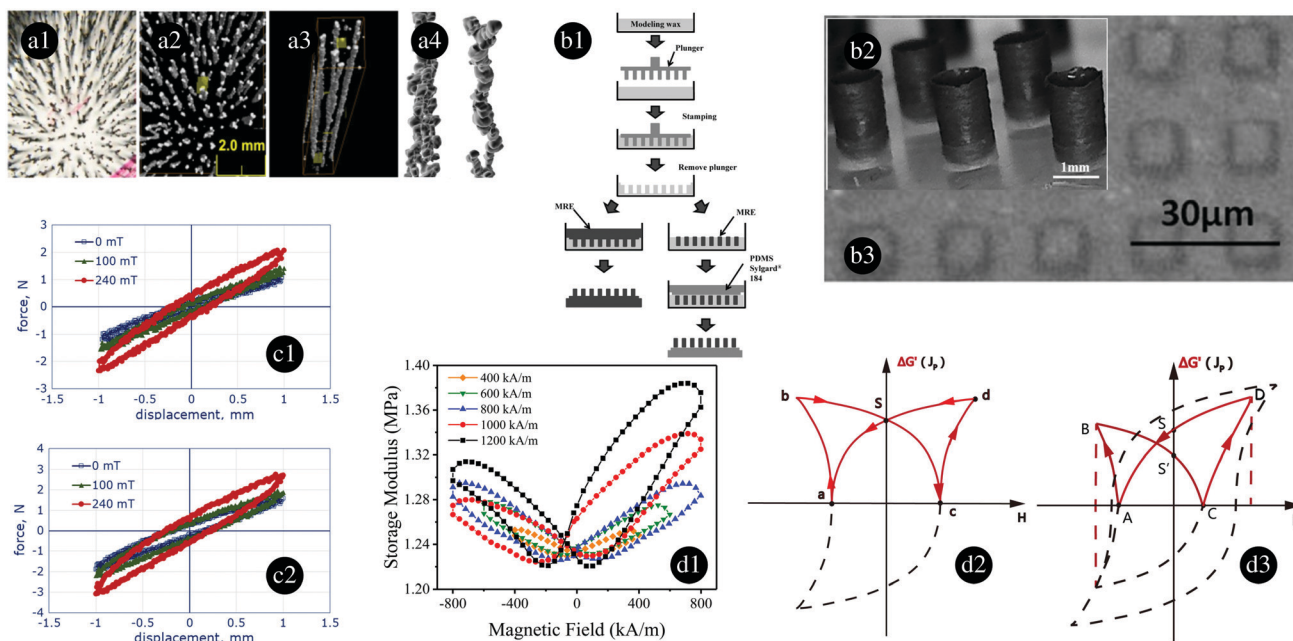 a1
a2
2.0 mm
a3
a4
b1
Modeling wax
Plunger
Stamping
Remove plunger
MRE
MRE
PDMS
Sylgard®
184
b2
1mm
30µm
b3
3
2
1
0
-1
-2
-3
force, N
0 mT
100 mT
240 mT
-1.5 -1 -0.5 0 0.5 1 1.5
displacement, mm
c1
4
3
2
1
0
-1
-2
-3
-4
force, N
0 mT
100 mT
240 mT
-1.5 -1 -0.5 0 0.5 1 1.5
displacement, mm
c2
1.40
1.36
1.32
1.28
1.24
1.20
Storage Modulus (MPa)
400 kA/m
600 kA/m
800 kA/m
1000 kA/m
1200 kA/m
-800 -400 0 400 800
Magnetic Field (kA/m)
d1
ΔG' (Jp)
b
S
d
a
c
H
d2
ΔG' (Jp)
B
S
D
S'
A
C
d3